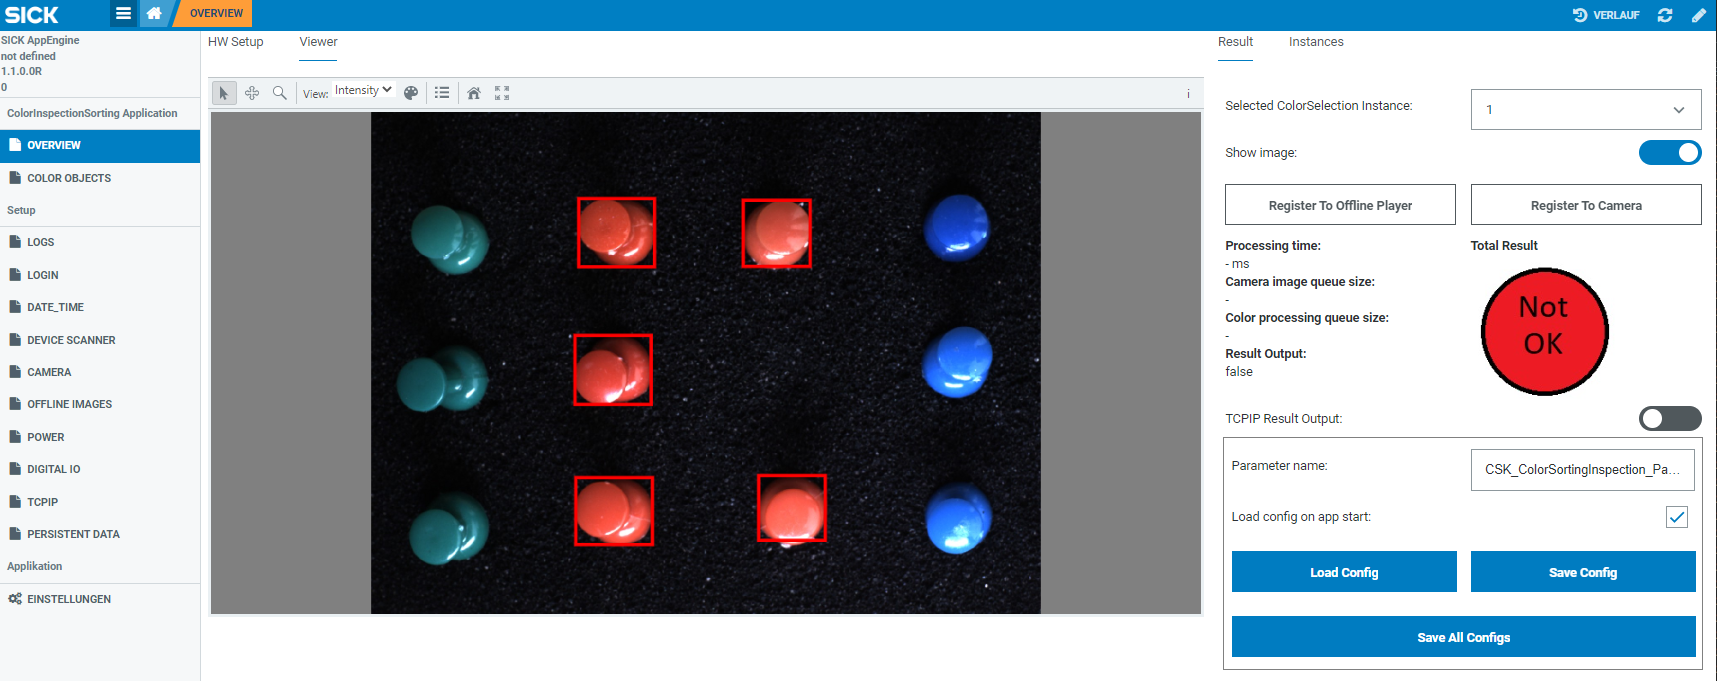 SICK
OVERVIEW
VERLAUF
SICK AppEngine
not defined
1.1.0.0R
0
ColorInspectionSorting Application
OVERVIEW
COLOR OBJECTS
Setup
LOGS
LOGIN
DATE_TIME
DEVICE SCANNER
CAMERA
OFFLINE IMAGES
POWER
DIGITAL IO
TCPIP
PERSISTENT DATA
Applikation
EINSTELLUNGEN
HW Setup
Viewer
View: Intensity
i
Result
Instances
Selected ColorSelection Instance:
1
Show image:
Register To Offline Player
Register To Camera
Processing time:
- ms
Camera image queue size:
-
Color processing queue size:
-
Result Output:
false
Total Result
Not
OK
TCPIP Result Output:
Parameter name:
CSK_ColorSortingInspection_Pa...
Load config on app start:
Load Config
Save Config
Save All Configs